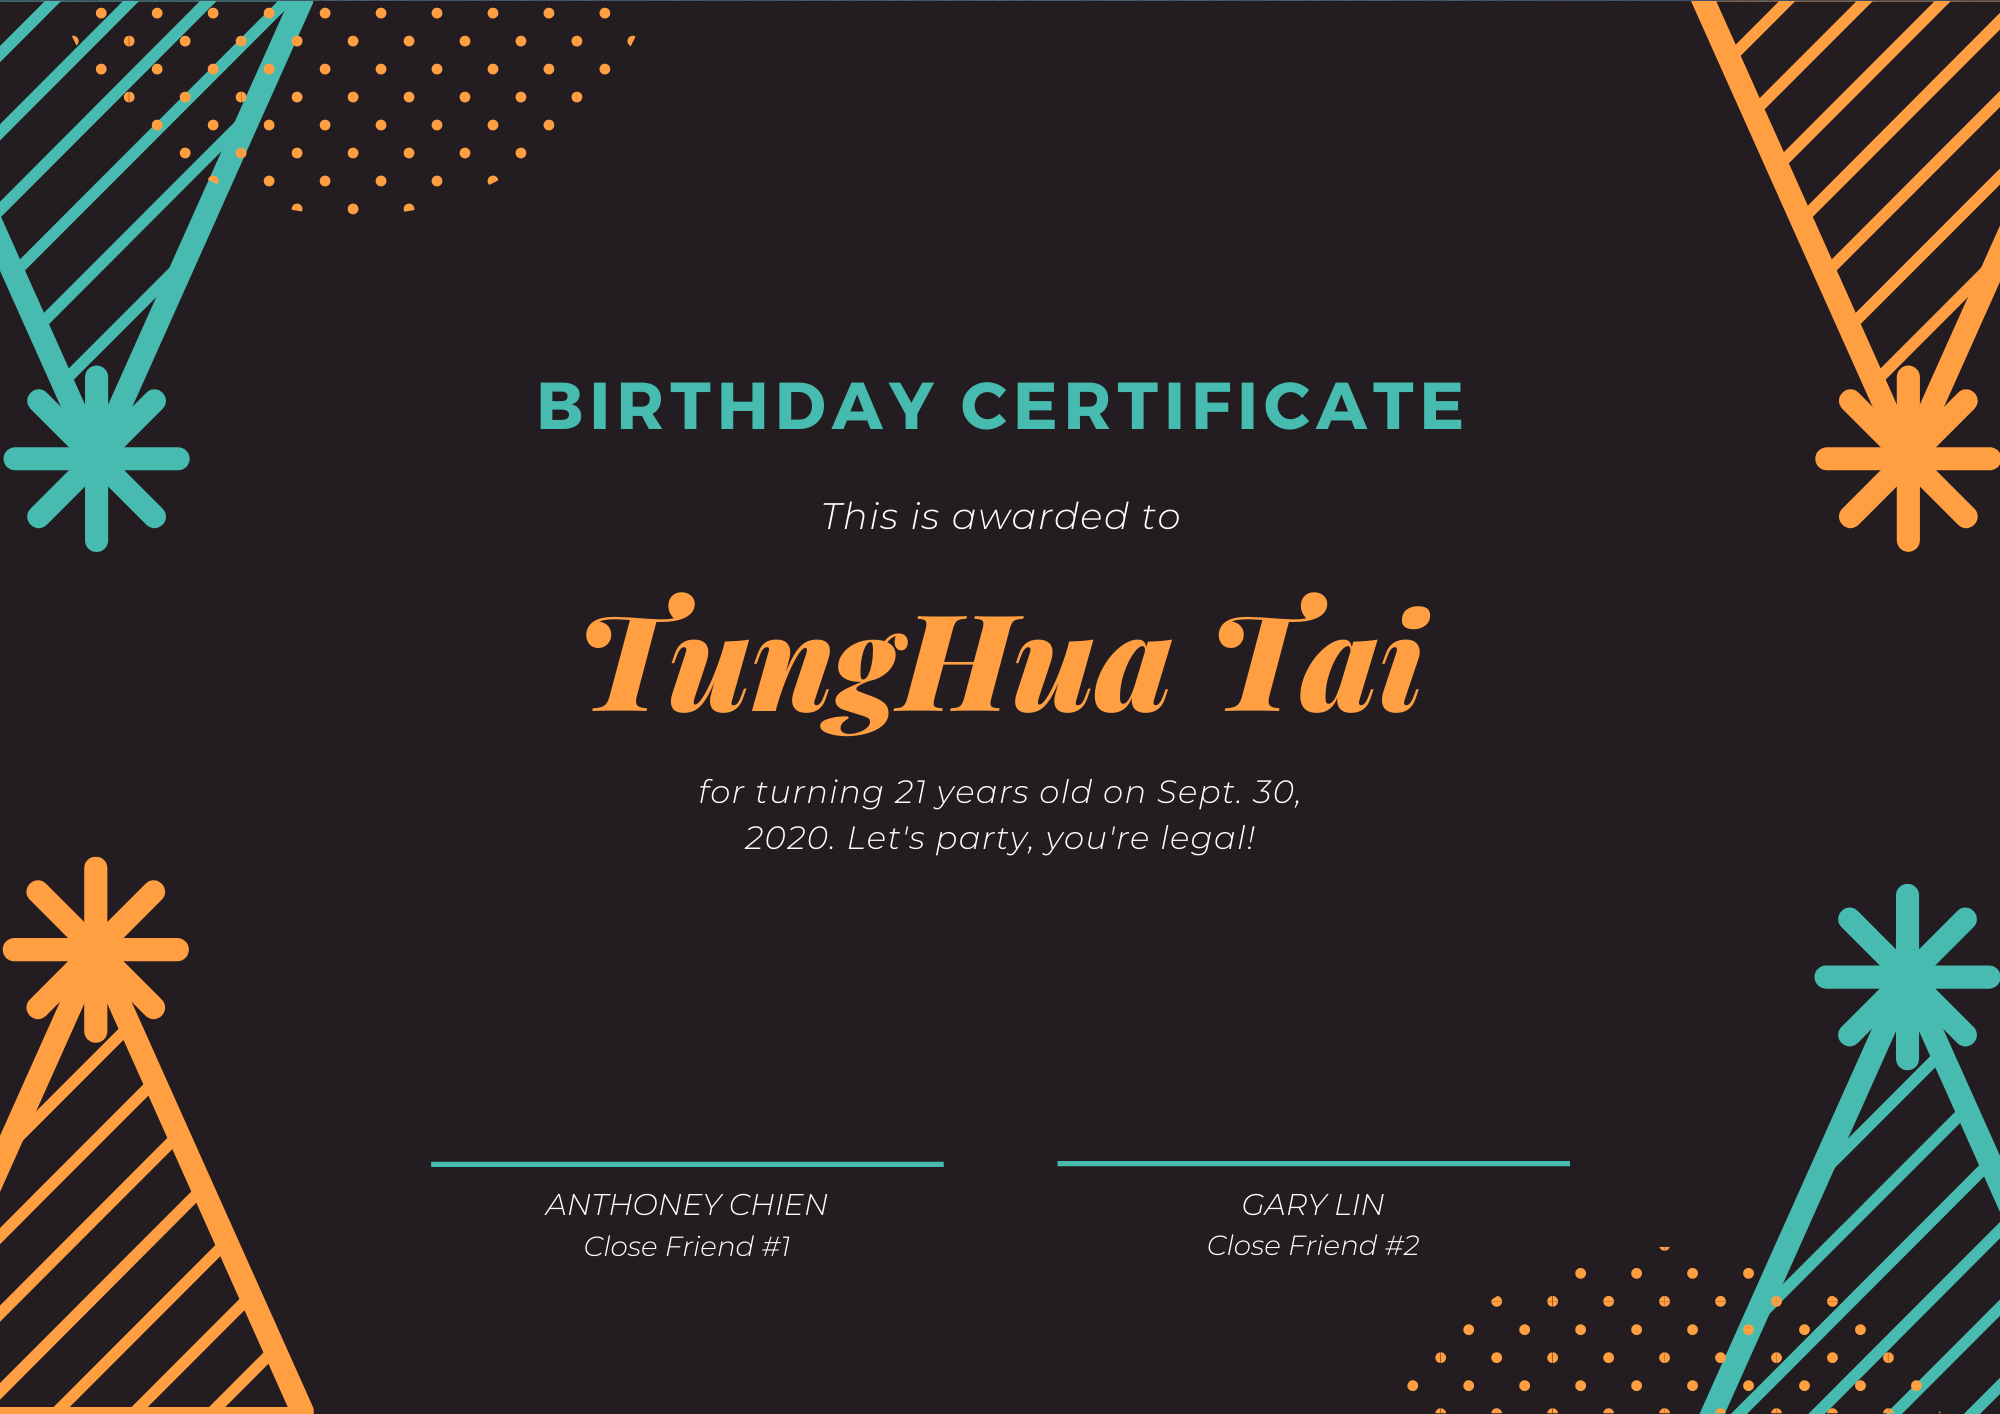 BIRTHDAY CERTIFICATE
This is awarded to
TungHua Tai
for turning 21 years old on Sept. 30,
2020. Let's party, you're legal!
ANTHONEY CHIEN
Close Friend #1
GARY LIN
Close Friend #2